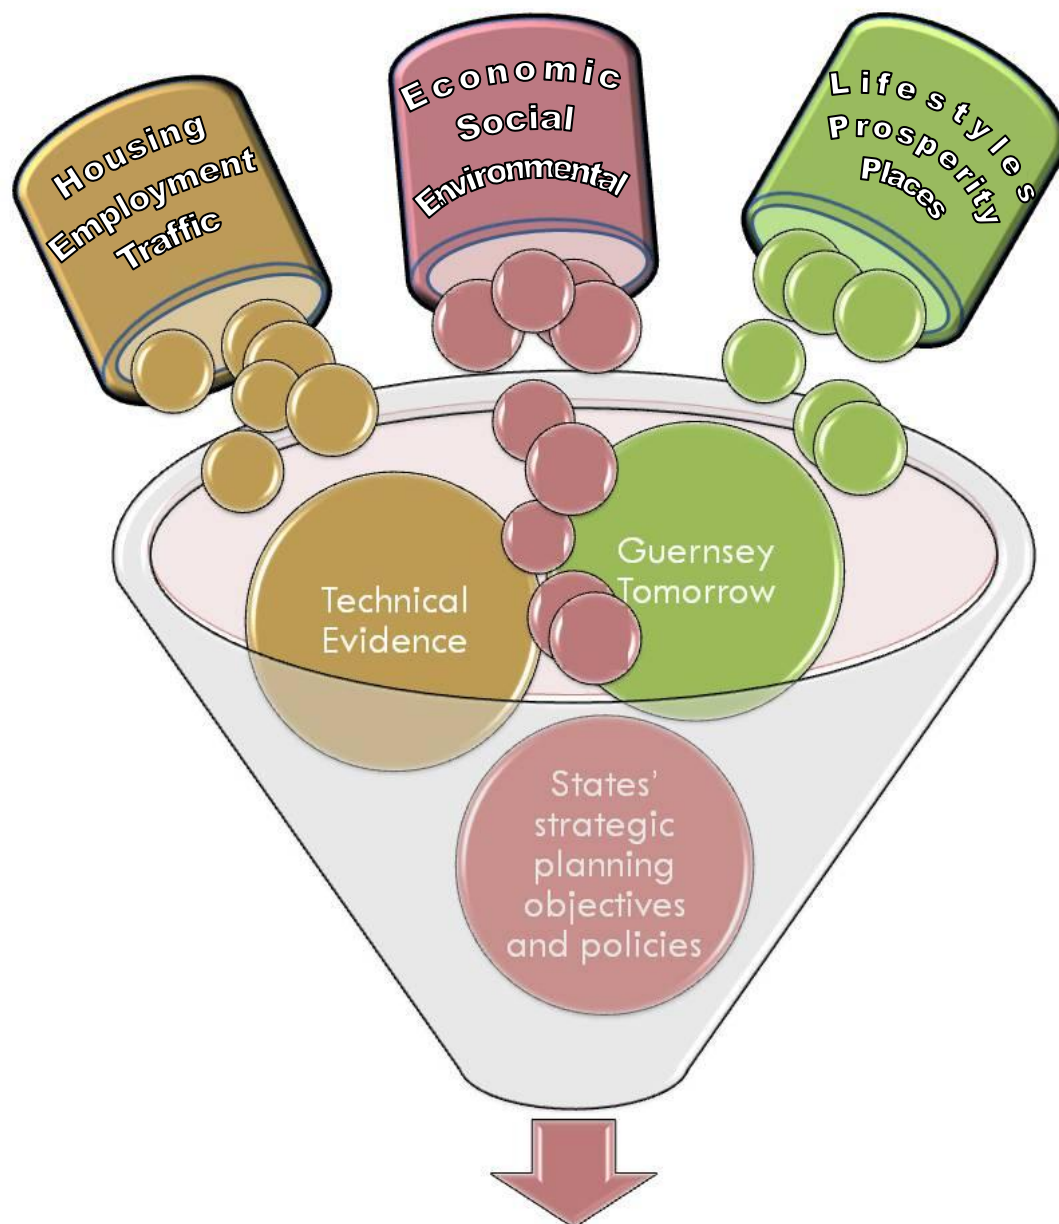 Housing
Employment
Traffic
Economic
Social
Environmental
Lifestyles
Prosperity
Places
Technical
Evidence
Guernsey
Tomorrow
States’
strategic
planning
objectives
and policies